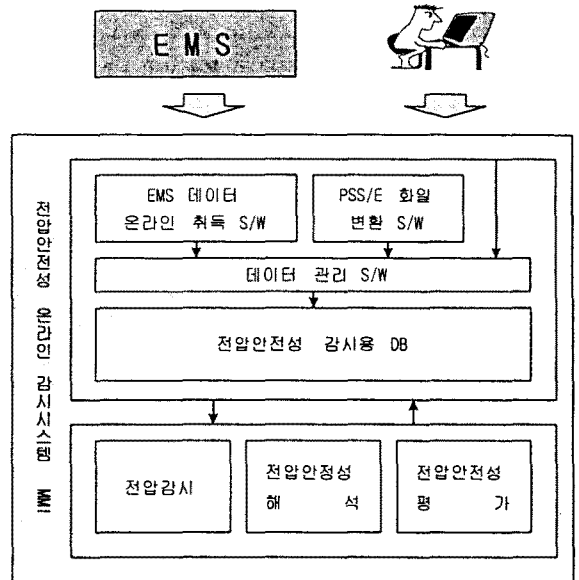 EMS
EMS 데이터
온라인 취득 S/W
PSS/E 화일
변환 S/W
데이터 관리 S/W
전압안전성 감시용 DB
전압안전성 온라인 감시시스템 MMI
전압감시
전압안정성
해 석
전압안전성
평 가